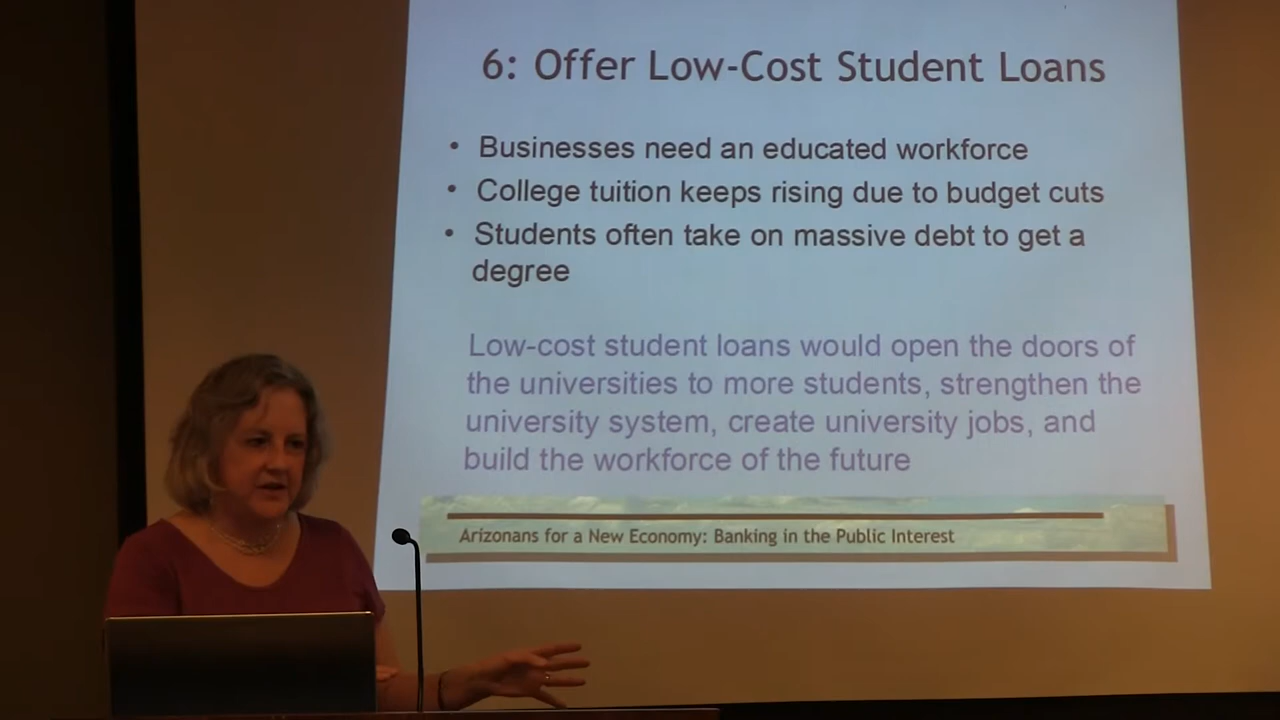 6: Offer Low-Cost Student Loans
• Businesses need an educated workforce
• College tuition keeps rising due to budget cuts
• Students often take on massive debt to get a
degree
Low-cost student loans would open the doors of
the universities to more students, strengthen the
university system, create university jobs, and
build the workforce of the future
Arizonans for a New Economy: Banking in the Public Interest